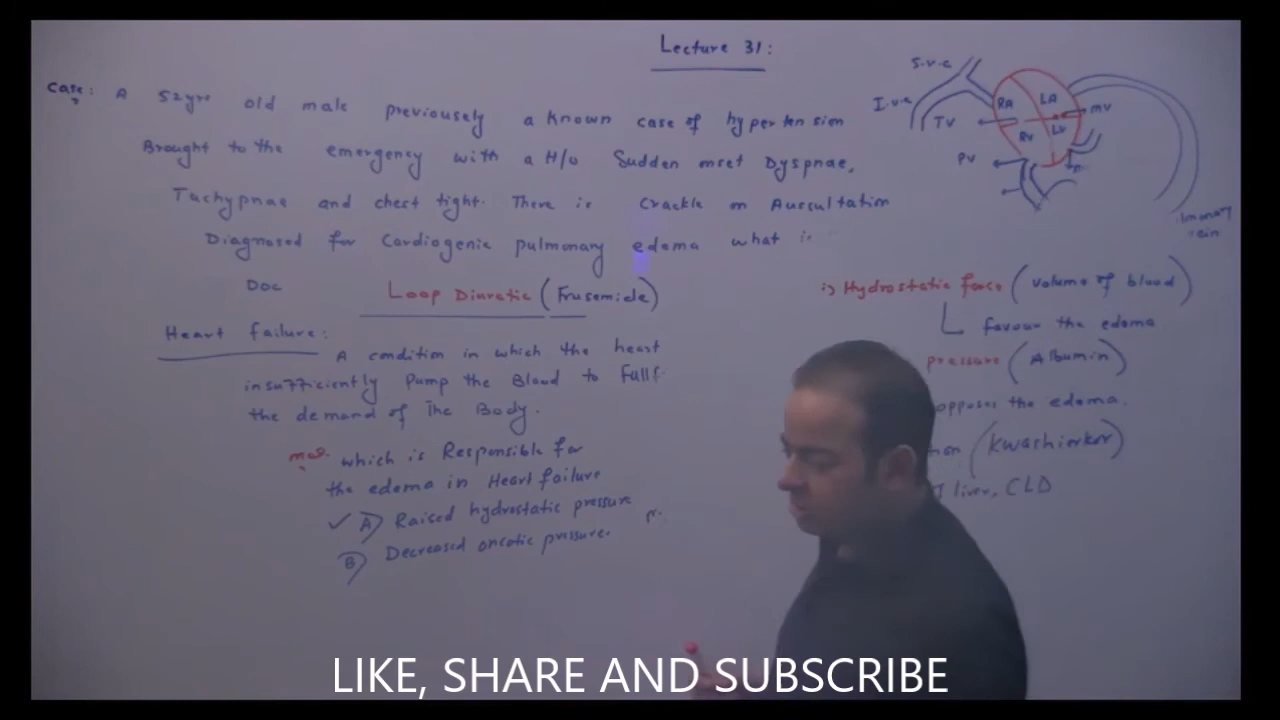 Lecture 31:
Case: A 52yrs old male previousely a known case of hypertension
Brought to the emergency with a H/o Sudden onset Dyspnae,
Tachypnae and chest tight. There is Crackle on Auscultation
Diagnosed for Cardiogenic pulmonary edema what is
Doc Loop Diuretic (Frusemide)
Heart failure:
A condition in which the heart
insufficiently Pump the Blood to Fullf
the demand of The Body.
which is Responsible for
the edema in Heart failure
✓ A) Raised hydrostatic pressure
B) Decreased oncotic pressure.
S.v.c
I.v.c
RA LA
TV MV
RV LV
PV
is Hydrostatic force (Volume of blood)
favour the edema
pressure (Albumin)
opposes the edema.
(Kwashiorkor)
liver, CLD
LIKE, SHARE AND SUBSCRIBE